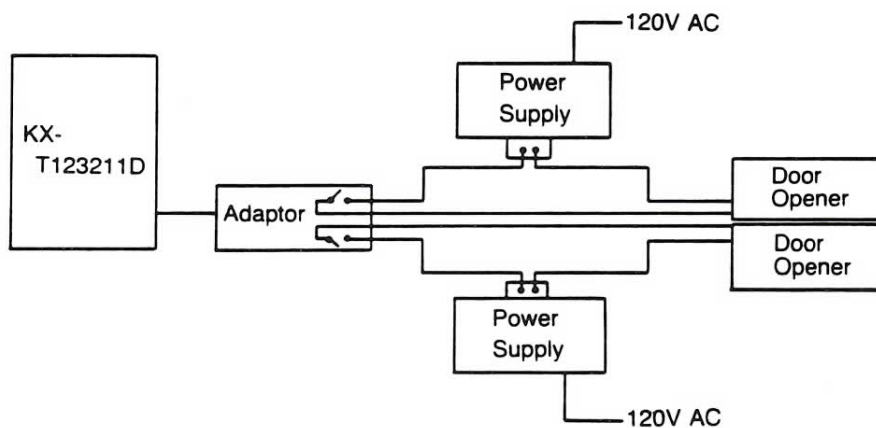 120V AC
Power
Supply
KX-
T123211D
Adaptor
Door
Opener
Door
Opener
Power
Supply
120V AC